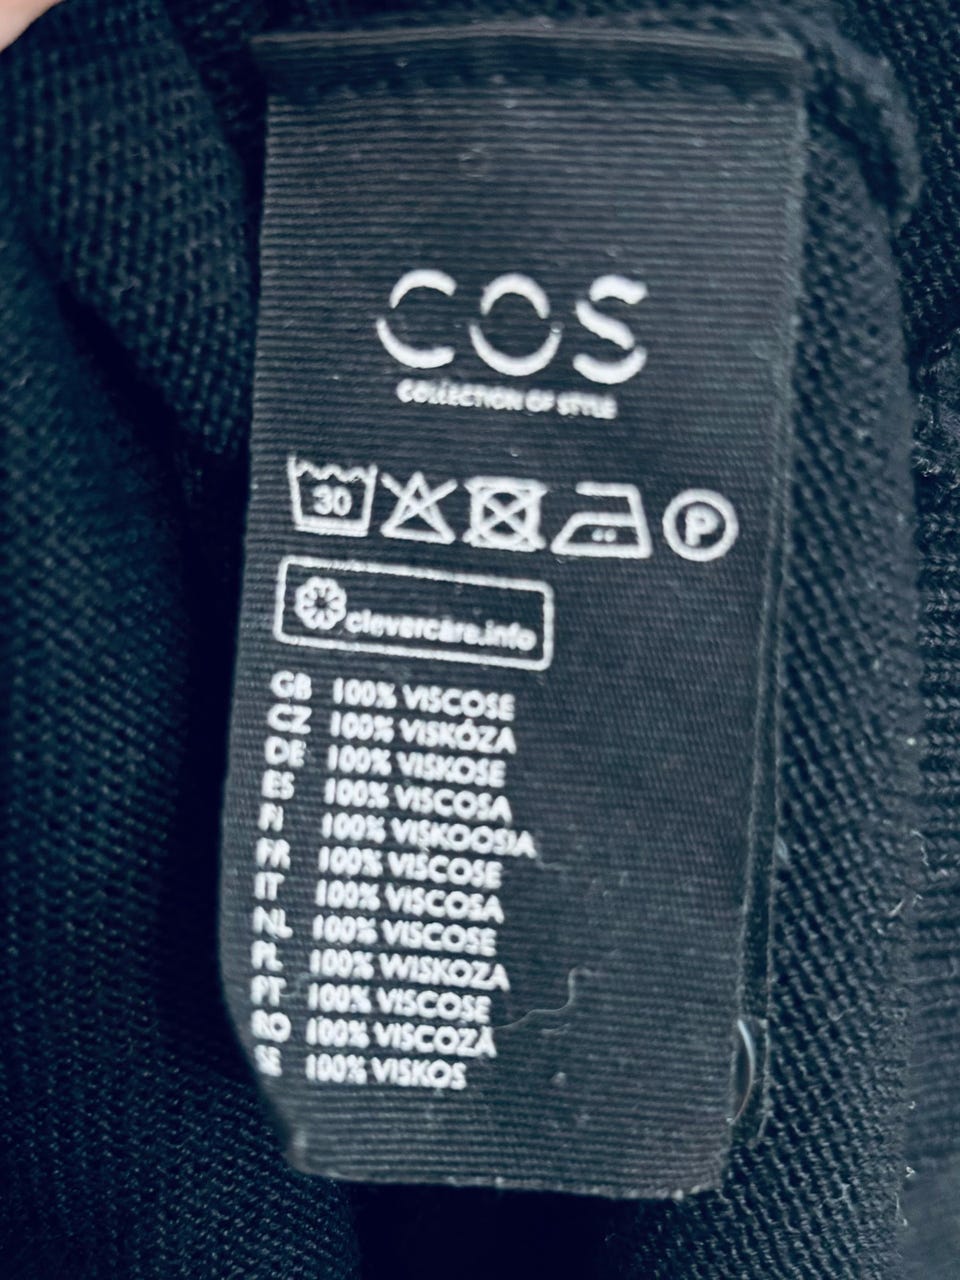 COS
COLLECTION OF STYLE
30 P
clevercare.info
GB 100% VISCOSE
CZ 100% VISKÓZA
DE 100% VISKOSE
ES 100% VISCOSA
FI 100% VISKOOSIA
FR 100% VISCOSE
IT 100% VISCOSA
NL 100% VISCOSE
PL 100% WISKOZA
PT 100% VISCOSE
RO 100% VISCOZĂ
SE 100% VISKOS